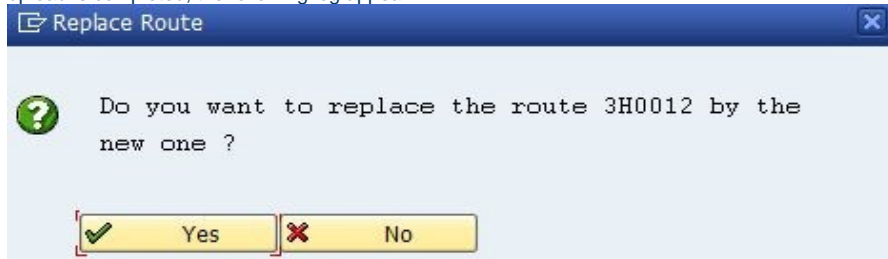 Replace Route
Do you want to replace the route 3H0012 by the
new one ?
Yes No